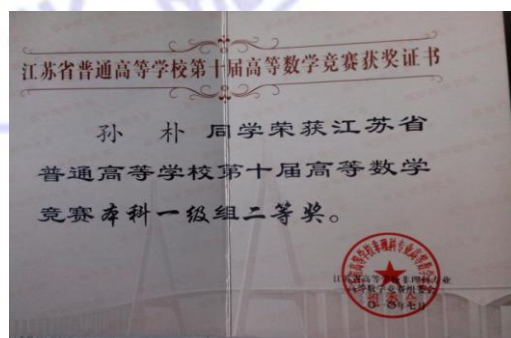 江苏省普通高等学校第十届高等数学竞赛获奖证书
孙 朴 同学荣获江苏省
普通高等学校第十届高等数学
竞赛本科一级组二等奖。